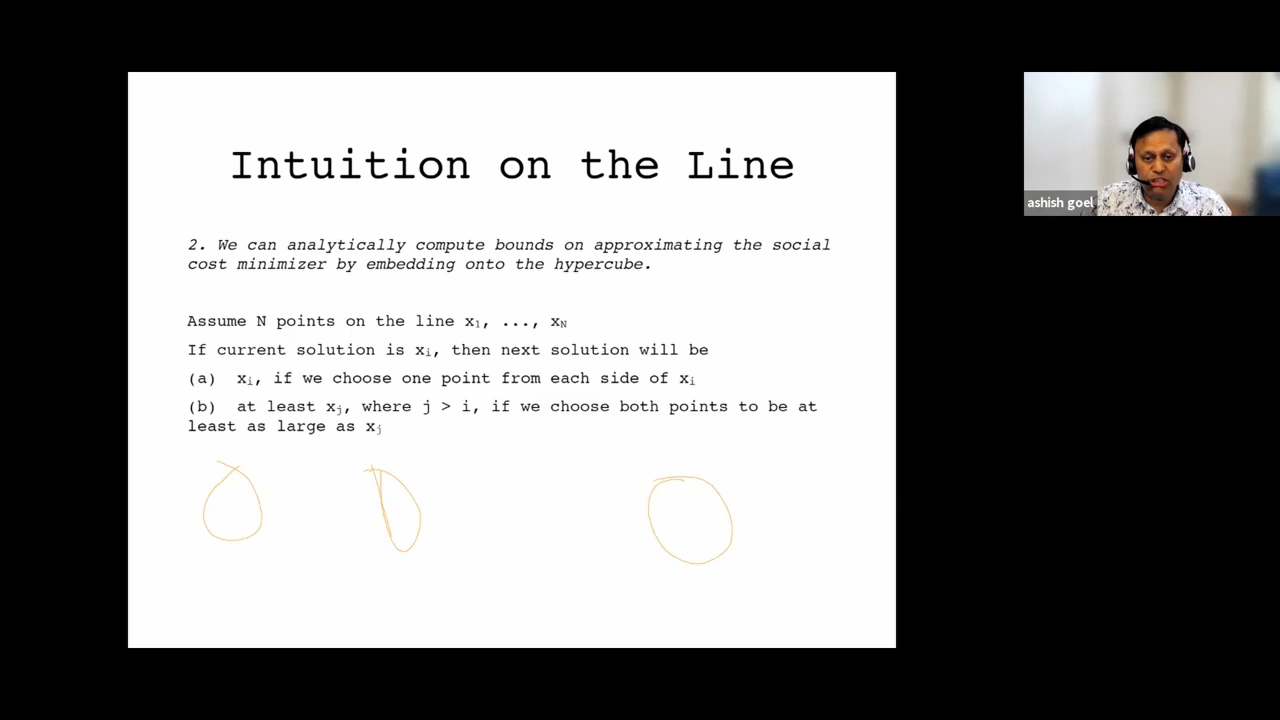 Intuition on the Line
2. We can analytically compute bounds on approximating the social
cost minimizer by embedding onto the hypercube.
Assume N points on the line x₁, ..., x_N
If current solution is xᵢ, then next solution will be
(a) xᵢ, if we choose one point from each side of xᵢ
(b) at least xⱼ, where j > i, if we choose both points to be at
least as large as xⱼ
ashish goel